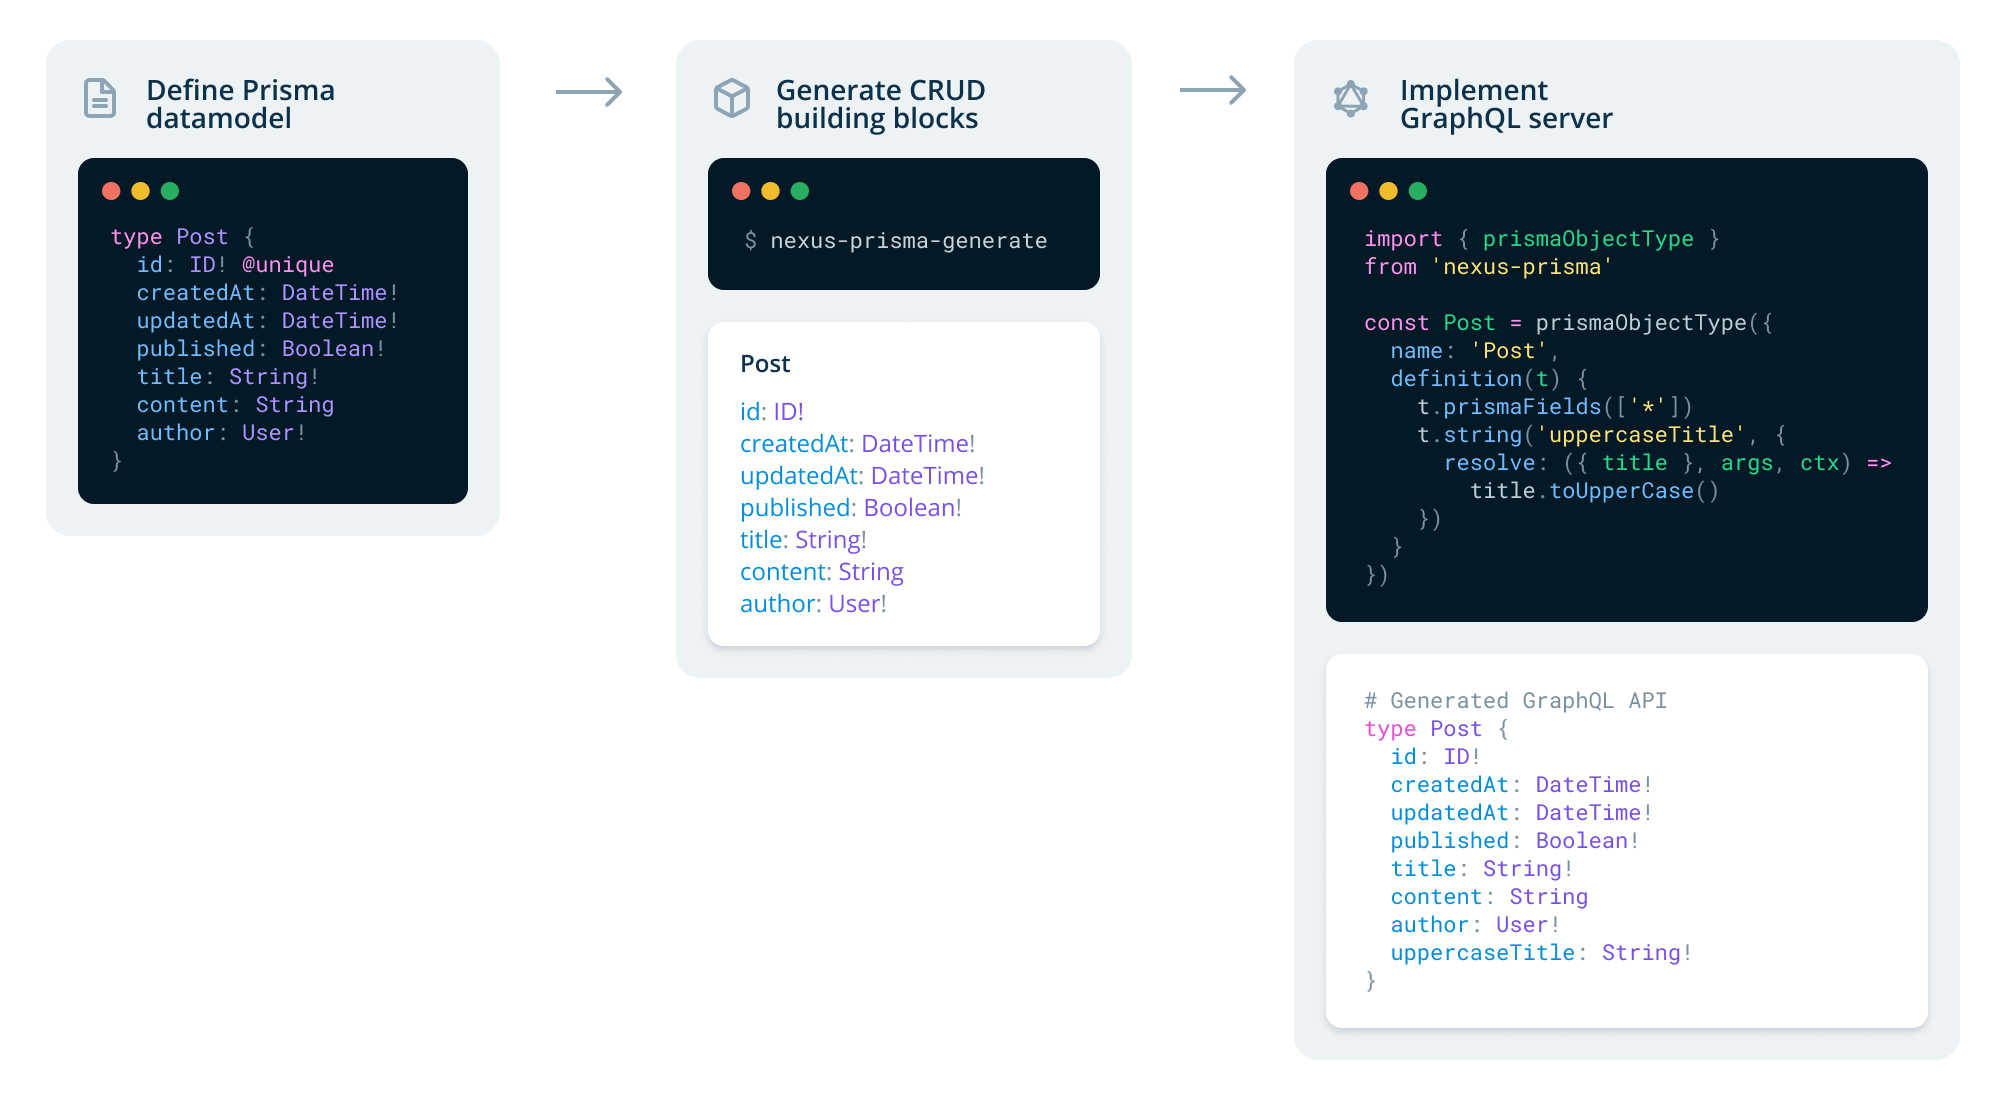 Define Prisma
datamodel
type Post {
  id: ID! @unique
  createdAt: DateTime!
  updatedAt: DateTime!
  published: Boolean!
  title: String!
  content: String
  author: User!
}
Generate CRUD
building blocks
$ nexus-prisma-generate
Post
id: ID!
createdAt: DateTime!
updatedAt: DateTime!
published: Boolean!
title: String!
content: String
author: User!
Implement
GraphQL server
import { prismaObjectType }
from 'nexus-prisma'
const Post = prismaObjectType({
  name: 'Post',
  definition(t) {
    t.prismaFields(['*'])
    t.string('uppercaseTitle', {
      resolve: ({ title }, args, ctx) =>
        title.toUpperCase()
    })
  }
})
# Generated GraphQL API
type Post {
  id: ID!
  createdAt: DateTime!
  updatedAt: DateTime!
  published: Boolean!
  title: String!
  content: String
  author: User!
  uppercaseTitle: String!
}